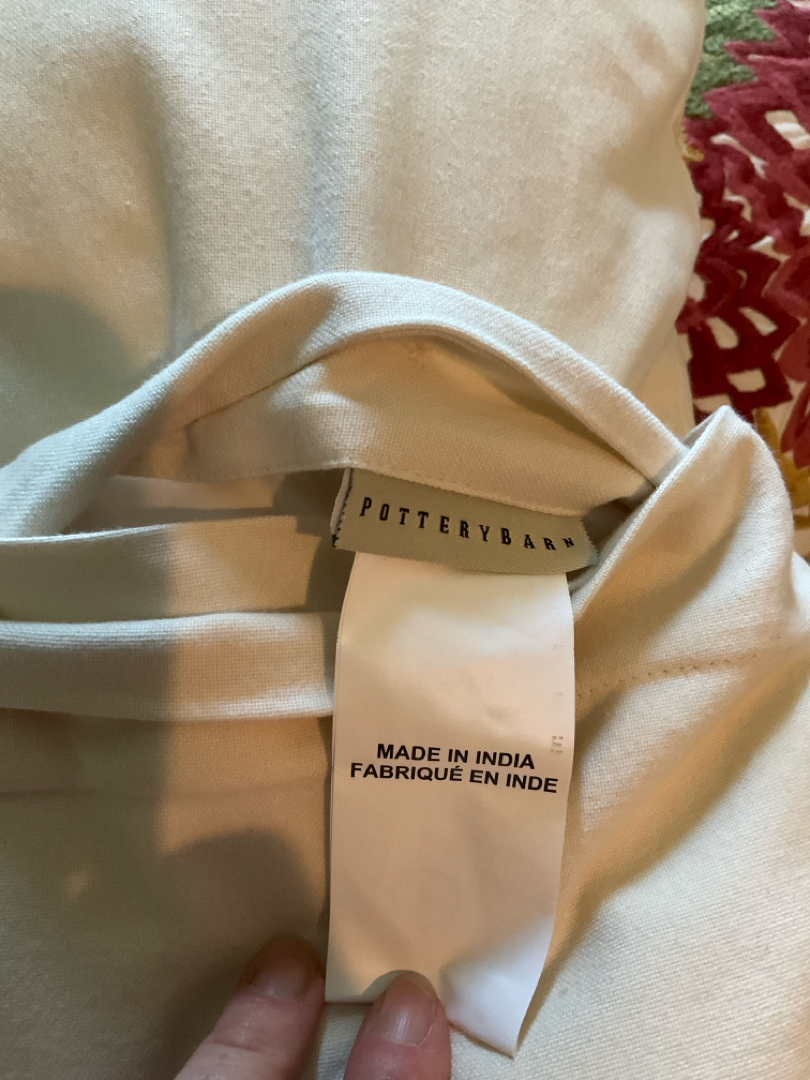 POTTERYBARN
MADE IN INDIA
FABRIQUÉ EN INDE